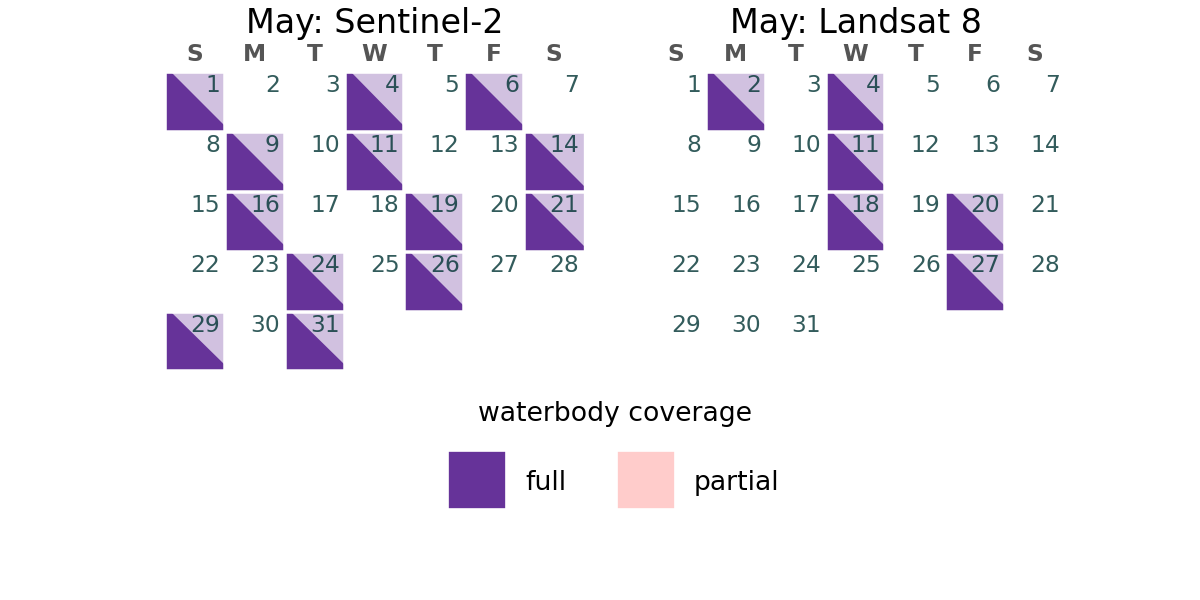 May: Sentinel-2
S M T W T F S
1 2 3 4 5 6 7
8 9 10 11 12 13 14
15 16 17 18 19 20 21
22 23 24 25 26 27 28
29 30 31
May: Landsat 8
S M T W T F S
1 2 3 4 5 6 7
8 9 10 11 12 13 14
15 16 17 18 19 20 21
22 23 24 25 26 27 28
29 30 31
waterbody coverage
full partial